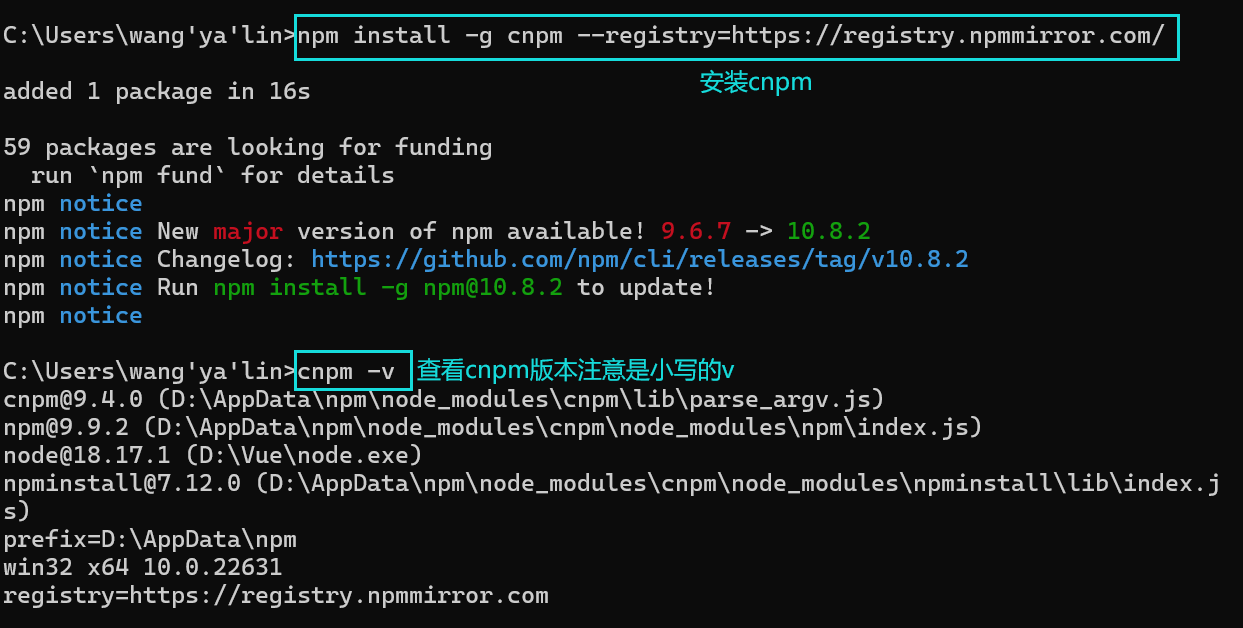 C:\Users\wang'ya'lin>npm install -g cnpm --registry=https://registry.npmmirror.com/
安装cnpm
added 1 package in 16s
59 packages are looking for funding
  run `npm fund` for details
npm notice
npm notice New major version of npm available! 9.6.7 -> 10.8.2
npm notice Changelog: https://github.com/npm/cli/releases/tag/v10.8.2
npm notice Run npm install -g npm@10.8.2 to update!
npm notice
C:\Users\wang'ya'lin>cnpm -v 查看cnpm版本注意是小写的v
cnpm@9.4.0 (D:\AppData\npm\node_modules\cnpm\lib\parse_argv.js)
npm@9.9.2 (D:\AppData\npm\node_modules\cnpm\node_modules\npm\index.js)
node@18.17.1 (D:\Vue\node.exe)
npminstall@7.12.0 (D:\AppData\npm\node_modules\cnpm\node_modules\npminstall\lib\index.j
s)
prefix=D:\AppData\npm
win32 x64 10.0.22631
registry=https://registry.npmmirror.com